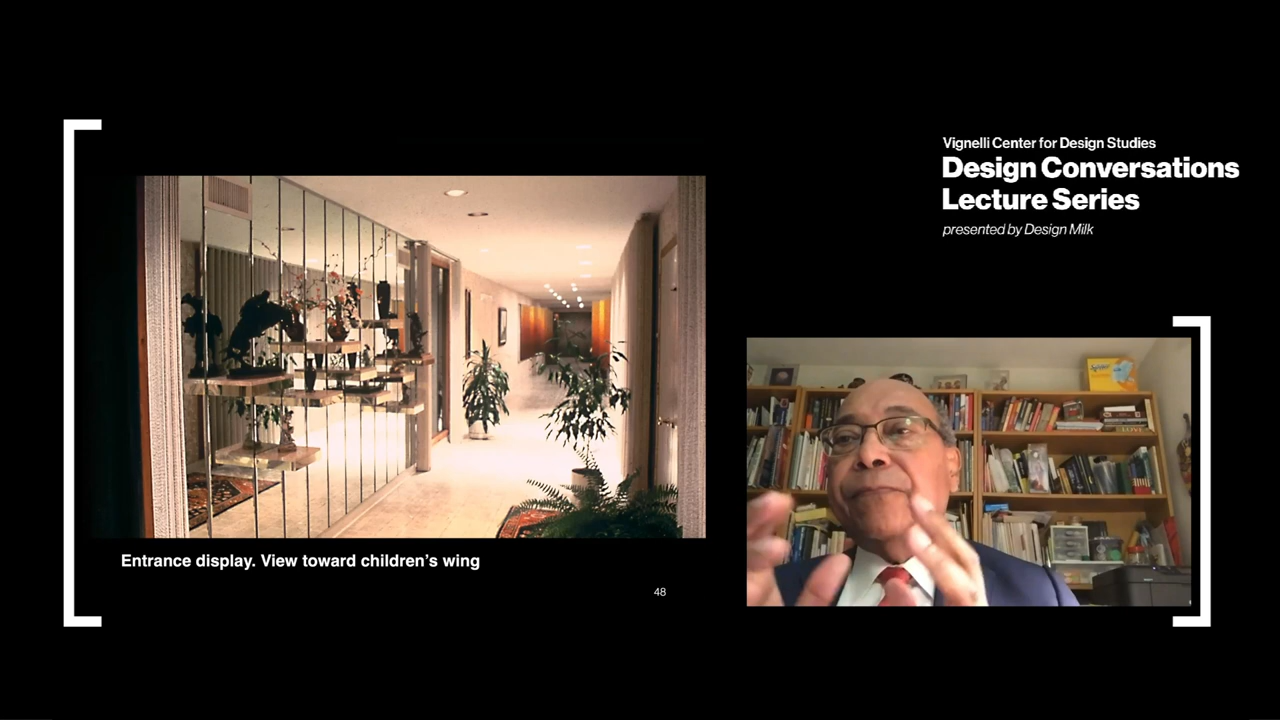 Vignelli Center for Design Studies
Design Conversations
Lecture Series
presented by Design Milk
Entrance display. View toward children's wing
48